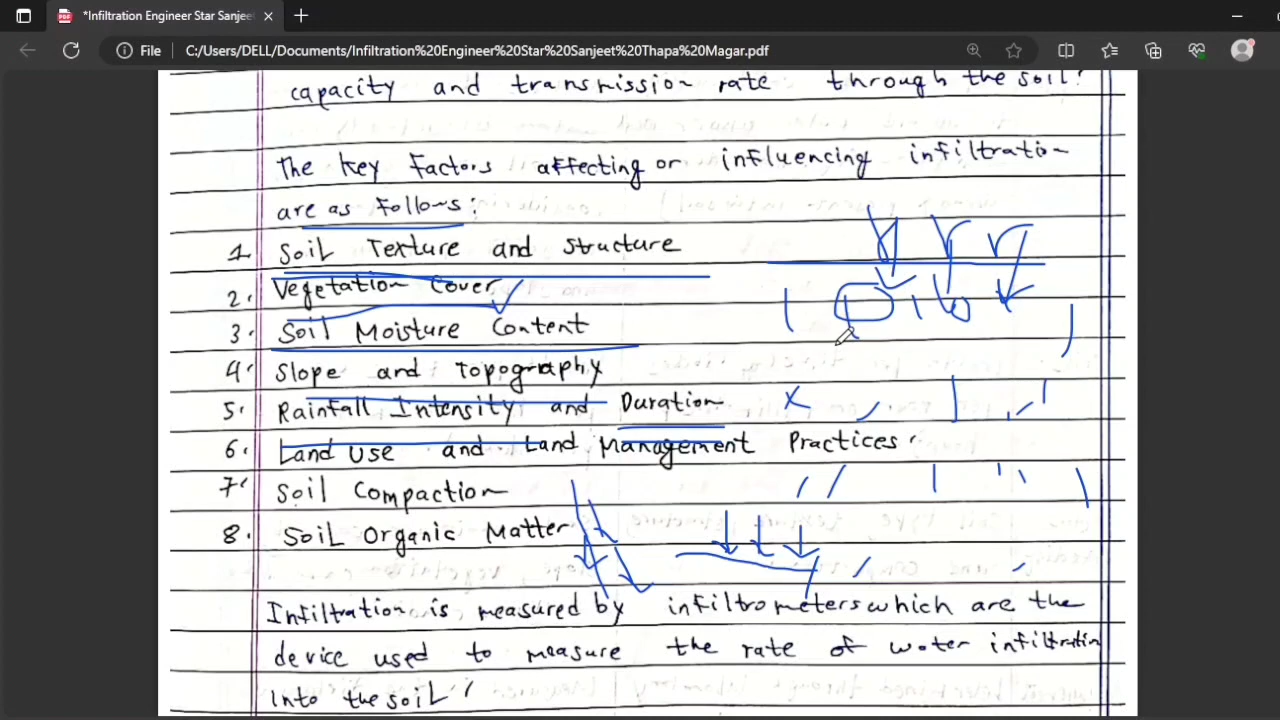 *Infiltration Engineer Star Sanjeet
File
C:/Users/DELL/Documents/Infiltration%20Engineer%20Star%20Sanjeet%20Thapa%20Magar.pdf
capacity and transmission rate through the soil.
The Key Factors affecting or influencing infiltration
are as follows:
1. Soil Texture and structure
2. Vegetation Cover
3. Soil Moisture Content
4. Slope and Topography
5. Rainfall Intensity and Duration
6. Land Use and Land Management Practices.
7. Soil Compaction
8. Soil Organic Matter
Infiltration is measured by infiltrometers which are the
device used to measure the rate of water infiltration
into the soil.